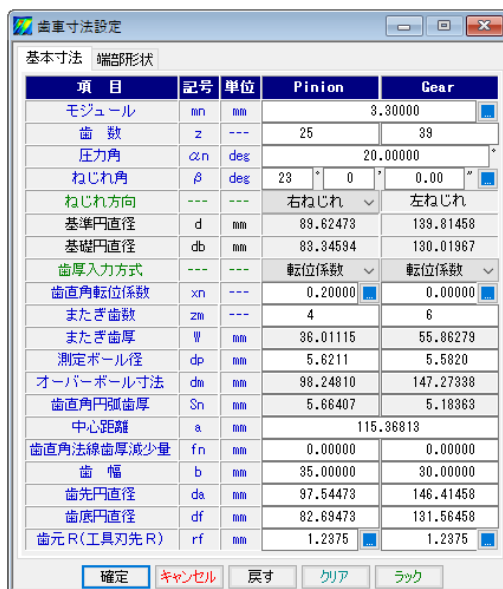 歯車寸法設定
基本寸法 端部形状
項 目 記号 単位 Pinion Gear
モジュール mn mm 3.30000 ...
歯 数 z --- 25 39
圧力角 αn deg 20.00000 °
ねじれ角 β deg 23 ° 0 ' 0.00 " ...
ねじれ方向 --- --- 右ねじれ 左ねじれ
基準円直径 d mm 89.62473 139.81458
基礎円直径 db mm 83.34594 130.01967
歯厚入力方式 --- --- 転位係数 転位係数
歯直角転位係数 xn --- 0.20000 ... 0.00000 ...
またぎ歯数 zm --- 4 6
またぎ歯厚 W mm 36.01115 55.86279
測定ボール径 dp mm 5.6211 5.5820
オーバーボール寸法 dm mm 98.24810 147.27338
歯直角円弧歯厚 Sn mm 5.66407 5.18363
中心距離 a mm 115.36813
歯直角法線歯厚減少量 fn mm 0.00000 0.00000
歯 幅 b mm 35.00000 30.00000
歯先円直径 da mm 97.54473 146.41458
歯底円直径 df mm 82.69473 131.56458
歯元R(工具刃先R) rf mm 1.2375 ... 1.2375 ...
確定 キャンセル 戻す クリア ラック